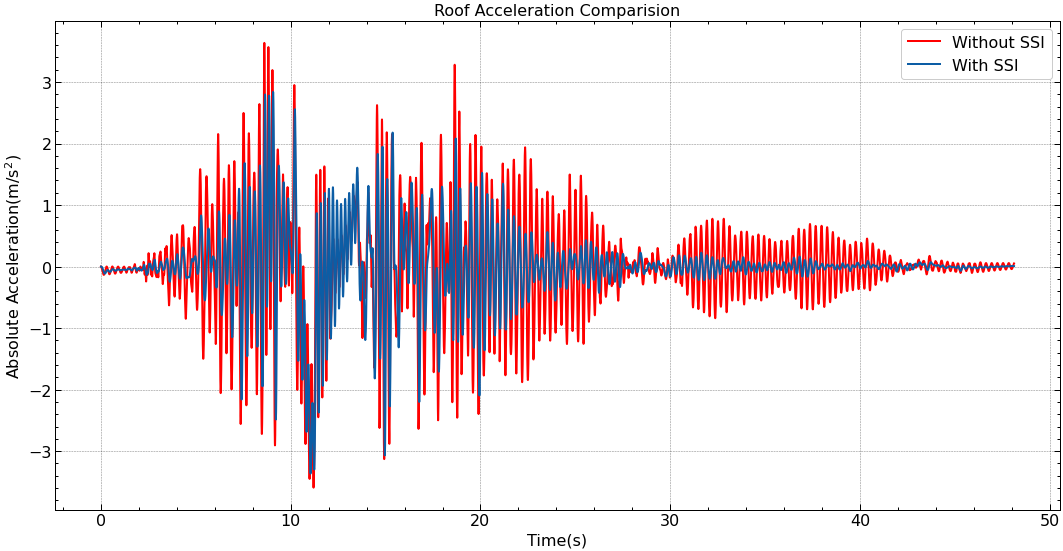 Roof Acceleration Comparision
Without SSI
With SSI
Absolute Acceleration(m/s²)
3
2
1
0
−1
−2
−3
0 10 20 30 40 50
Time(s)